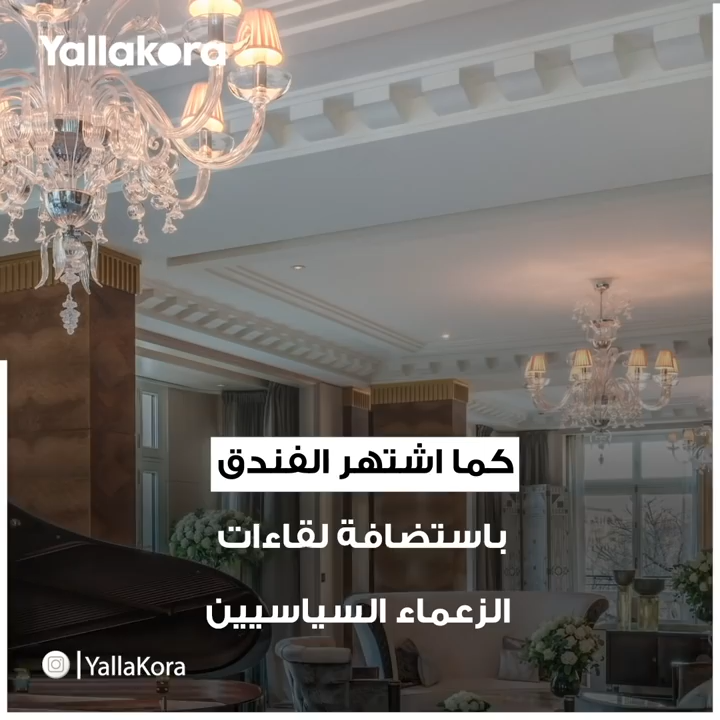 Yallakora
كما اشتهر الفندق
باستضافة لقاءات
الزعماء السياسيين
| YallaKora